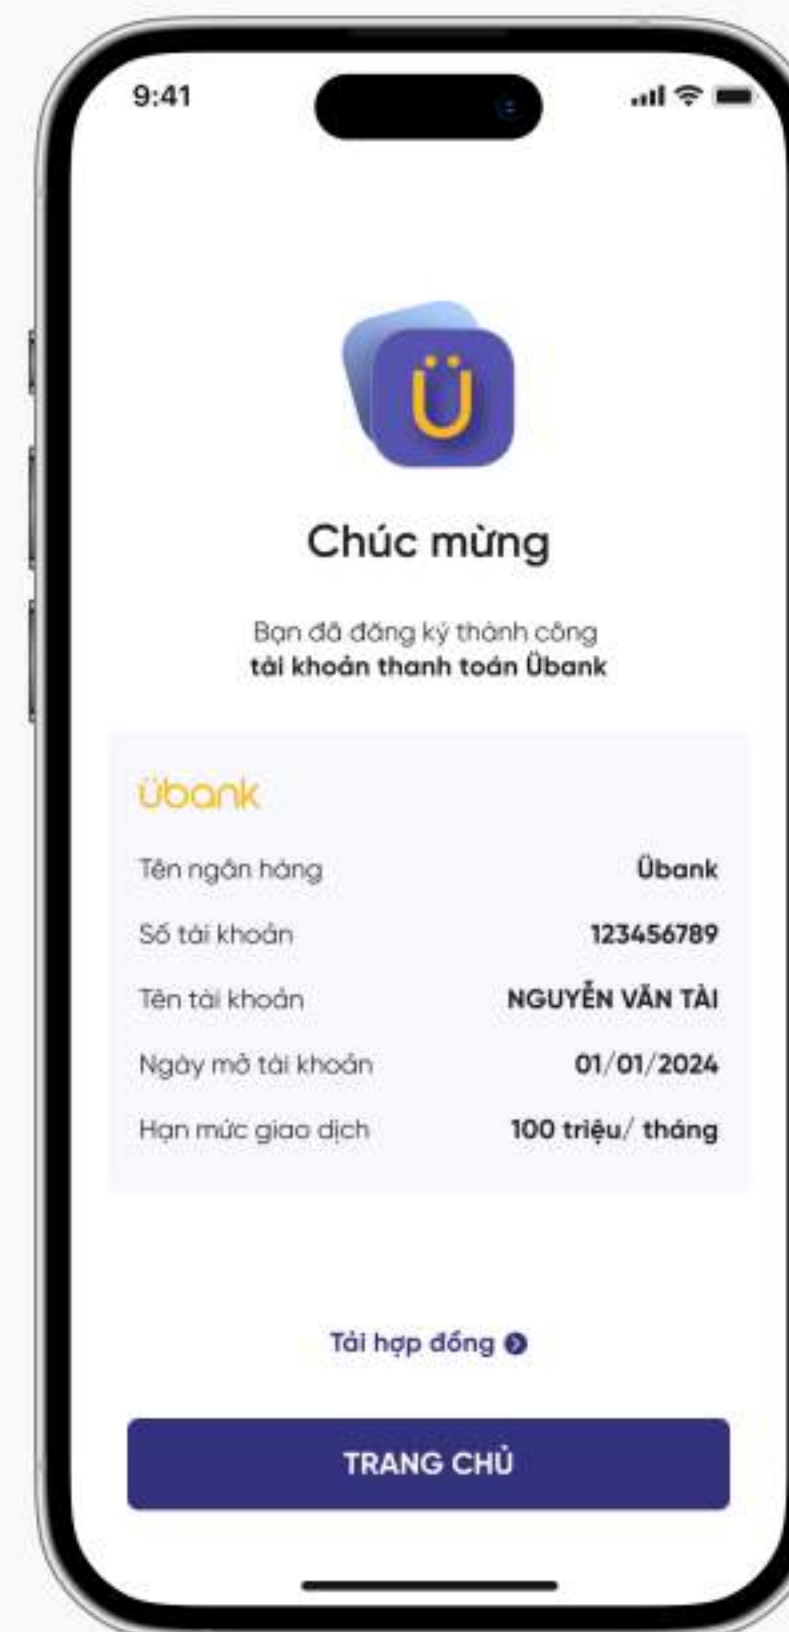 9:41
Ü
Chúc mừng
Bạn đã đăng ký thành công
tài khoản thanh toán Übank
übank
Tên ngân hàng Übank
Số tài khoản 123456789
Tên tài khoản NGUYỄN VĂN TÀI
Ngày mở tài khoản 01/01/2024
Hạn mức giao dịch 100 triệu/ tháng
Tải hợp đồng
TRANG CHỦ